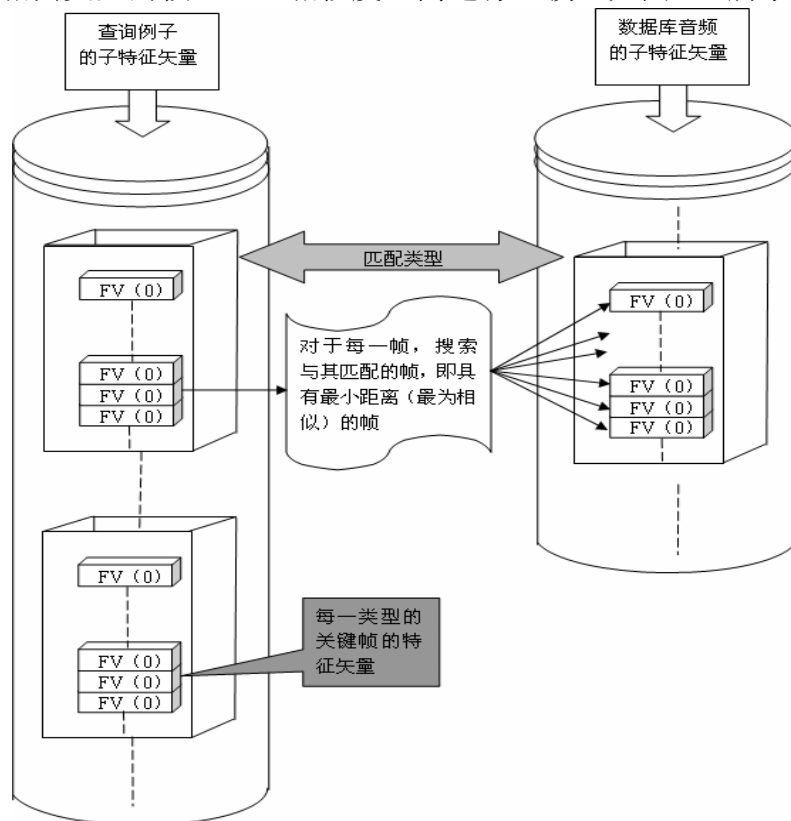 查询例子
的子特征矢量
数据库音频
的子特征矢量
匹配类型
FV (0)
FV (0)
FV (0)
FV (0)
对于每一帧，搜索
与其匹配的帧，即具
有最小距离（最为相
似）的帧
FV (0)
FV (0)
FV (0)
FV (0)
FV (0)
FV (0)
FV (0)
FV (0)
每一类型的
关键帧的特
征矢量